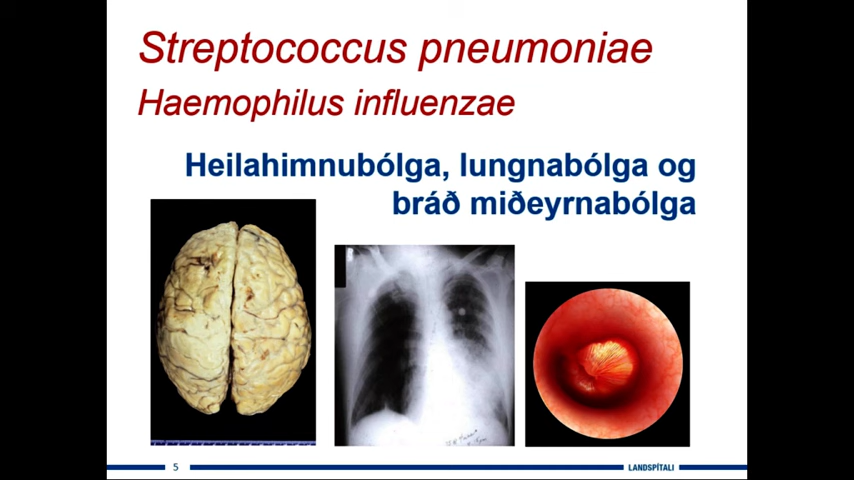 Streptococcus pneumoniae
Haemophilus influenzae
Heilahimnubólga, lungnabólga og
bráð miðeyrnabólga
5
LANDSPÍTALI